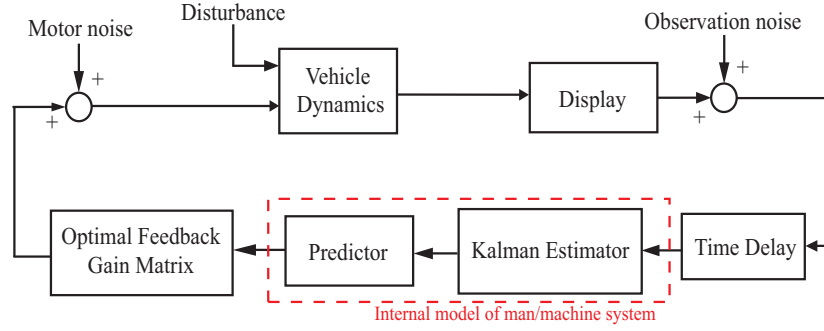 Disturbance
Observation noise
Motor noise
+
+
Vehicle
Dynamics
Display
+
+
Optimal Feedback
Gain Matrix
Predictor
Kalman Estimator
Time Delay
Internal model of man/machine system